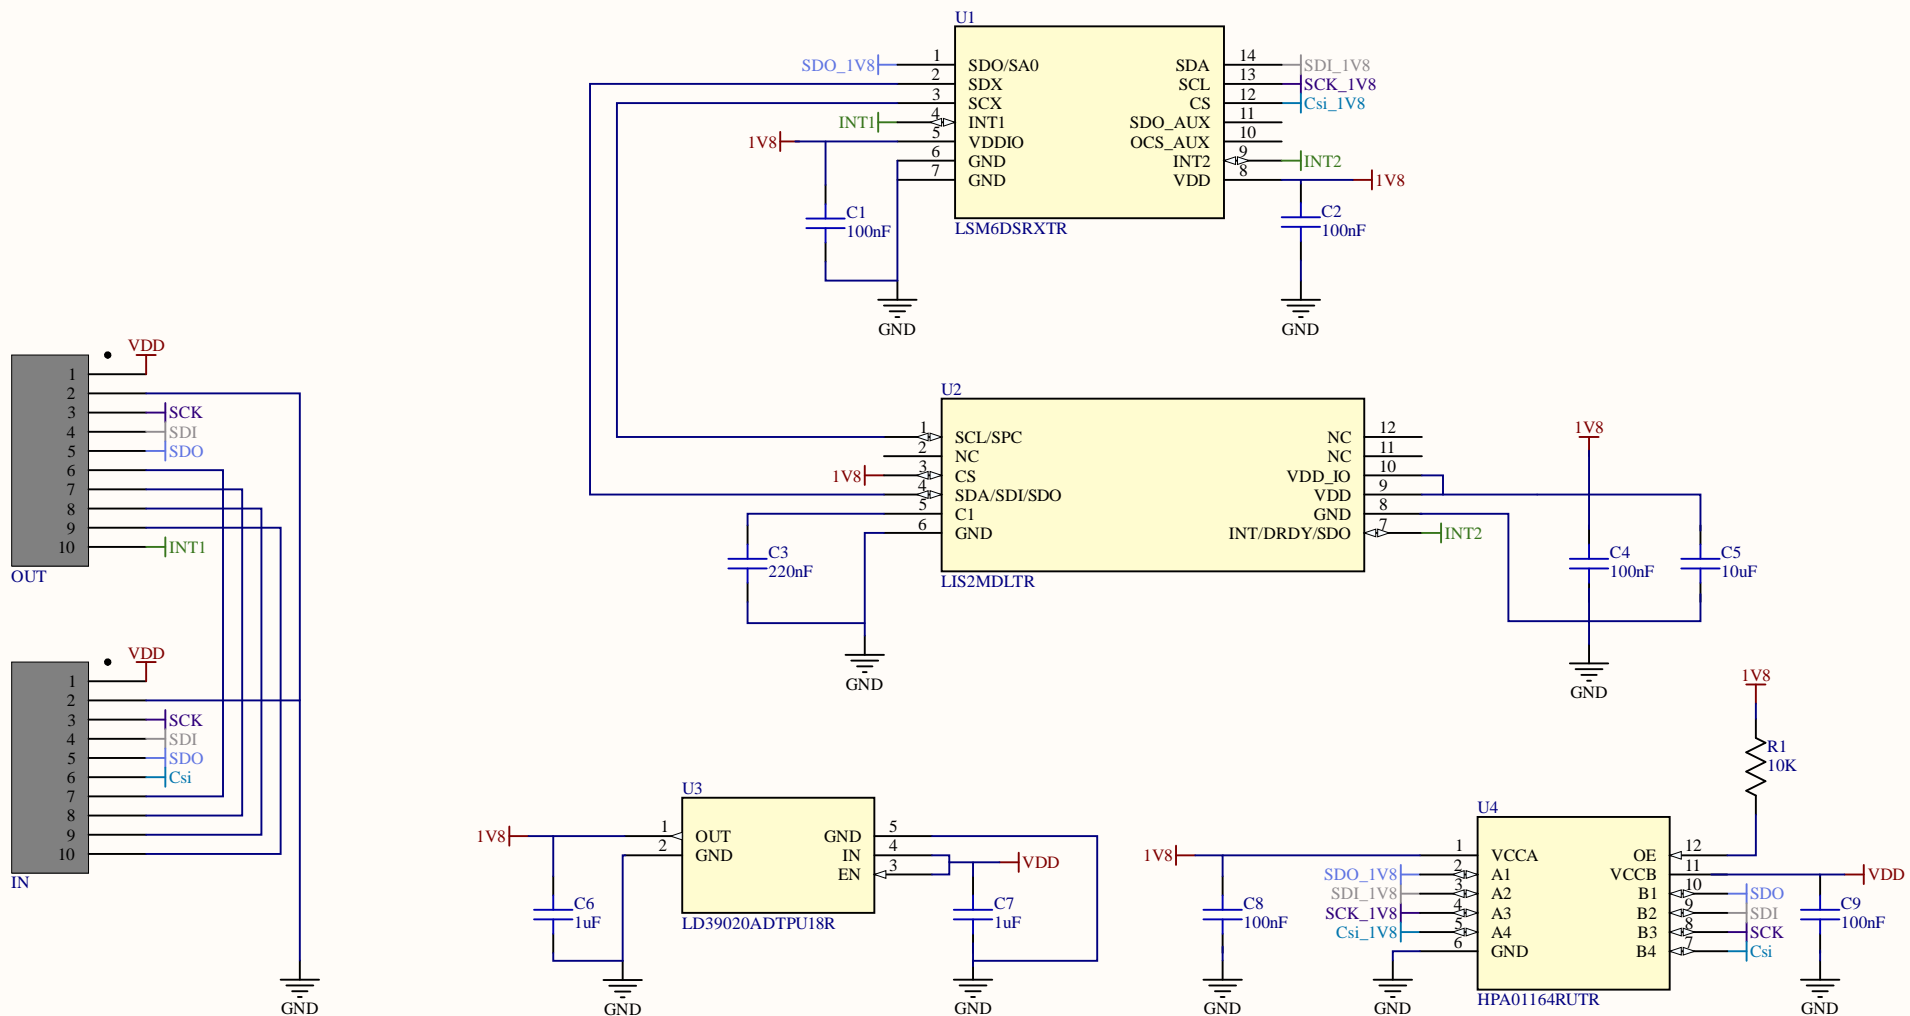 U1
SDO_1V8 1 SDO/SA0 SDA 14 SDI_1V8
2 SDX SCL 13 SCK_1V8
3 SCX CS 12 Csi_1V8
INT1 4 INT1 SDO_AUX 11
1V8 5 VDDIO OCS_AUX 10
6 GND INT2 9 INT2
7 GND VDD 8 1V8
C1
100nF
C2
100nF
LSM6DSRXTR
GND
GND
VDD
1
2
3 SCK
4 SDI
5 SDO
6
7
8
9
10 INT1
OUT
U2
1 SCL/SPC NC 12
2 NC NC 11
1V8 3 CS VDD_IO 10
4 SDA/SDI/SDO VDD 9
5 C1 GND 8
6 GND INT/DRDY/SDO 7 INT2
LIS2MDLTR
C3
220nF
GND
1V8
C4
100nF
C5
10uF
GND
VDD
1
2
3 SCK
4 SDI
5 SDO
6 Csi
7
8
9
10
IN
GND
U3
1V8 1 OUT GND 5
2 GND IN 4 VDD
EN 3
LD39020ADTPU18R
C6
1uF
GND
C7
1uF
GND
1V8
R1
10K
U4
1V8 1 VCCA OE 12
SDO_1V8 2 A1 VCCB 11 VDD
SDI_1V8 3 A2 B1 10 SDO
SCK_1V8 4 A3 B2 9 SDI
Csi_1V8 5 A4 B3 8 SCK
6 GND B4 7 Csi
HPA01164RUTR
C8
100nF
GND
GND
C9
100nF
GND